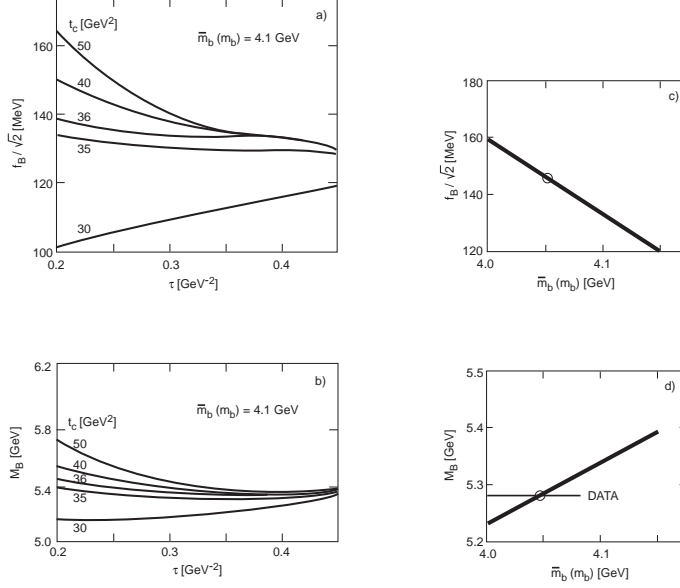 a)
t_c [GeV²]
m̅_b (m_b) = 4.1 GeV
50
40
36
35
30
160
140
120
100
f_B / √2 [MeV]
0.2 0.3 0.4
τ [GeV⁻²]
c)
180
160
140
120
f_B / √2 [MeV]
4.0 4.1
m̅_b (m_b) [GeV]
b)
t_c [GeV²]
m̅_b (m_b) = 4.1 GeV
50
40
36
35
30
6.2
5.8
5.4
5.0
M_B [GeV]
0.2 0.3 0.4
τ [GeV⁻²]
d)
5.5
5.4
5.3
5.2
M_B [GeV]
DATA
4.0 4.1
m̅_b (m_b) [GeV]